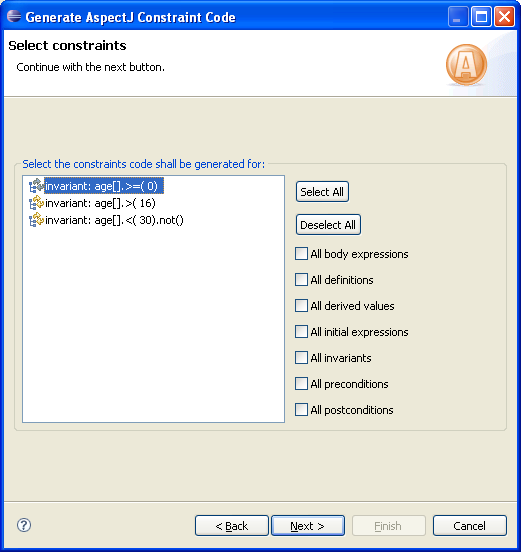 Generate AspectJ Constraint Code
Select constraints
Continue with the next button.
A
Select the constraints code shall be generated for:
invariant: age[].>=( 0)
invariant: age[].>( 16)
invariant: age[].<( 30).not()
Select All
Deselect All
All body expressions
All definitions
All derived values
All initial expressions
All invariants
All preconditions
All postconditions
?
< Back
Next >
Finish
Cancel